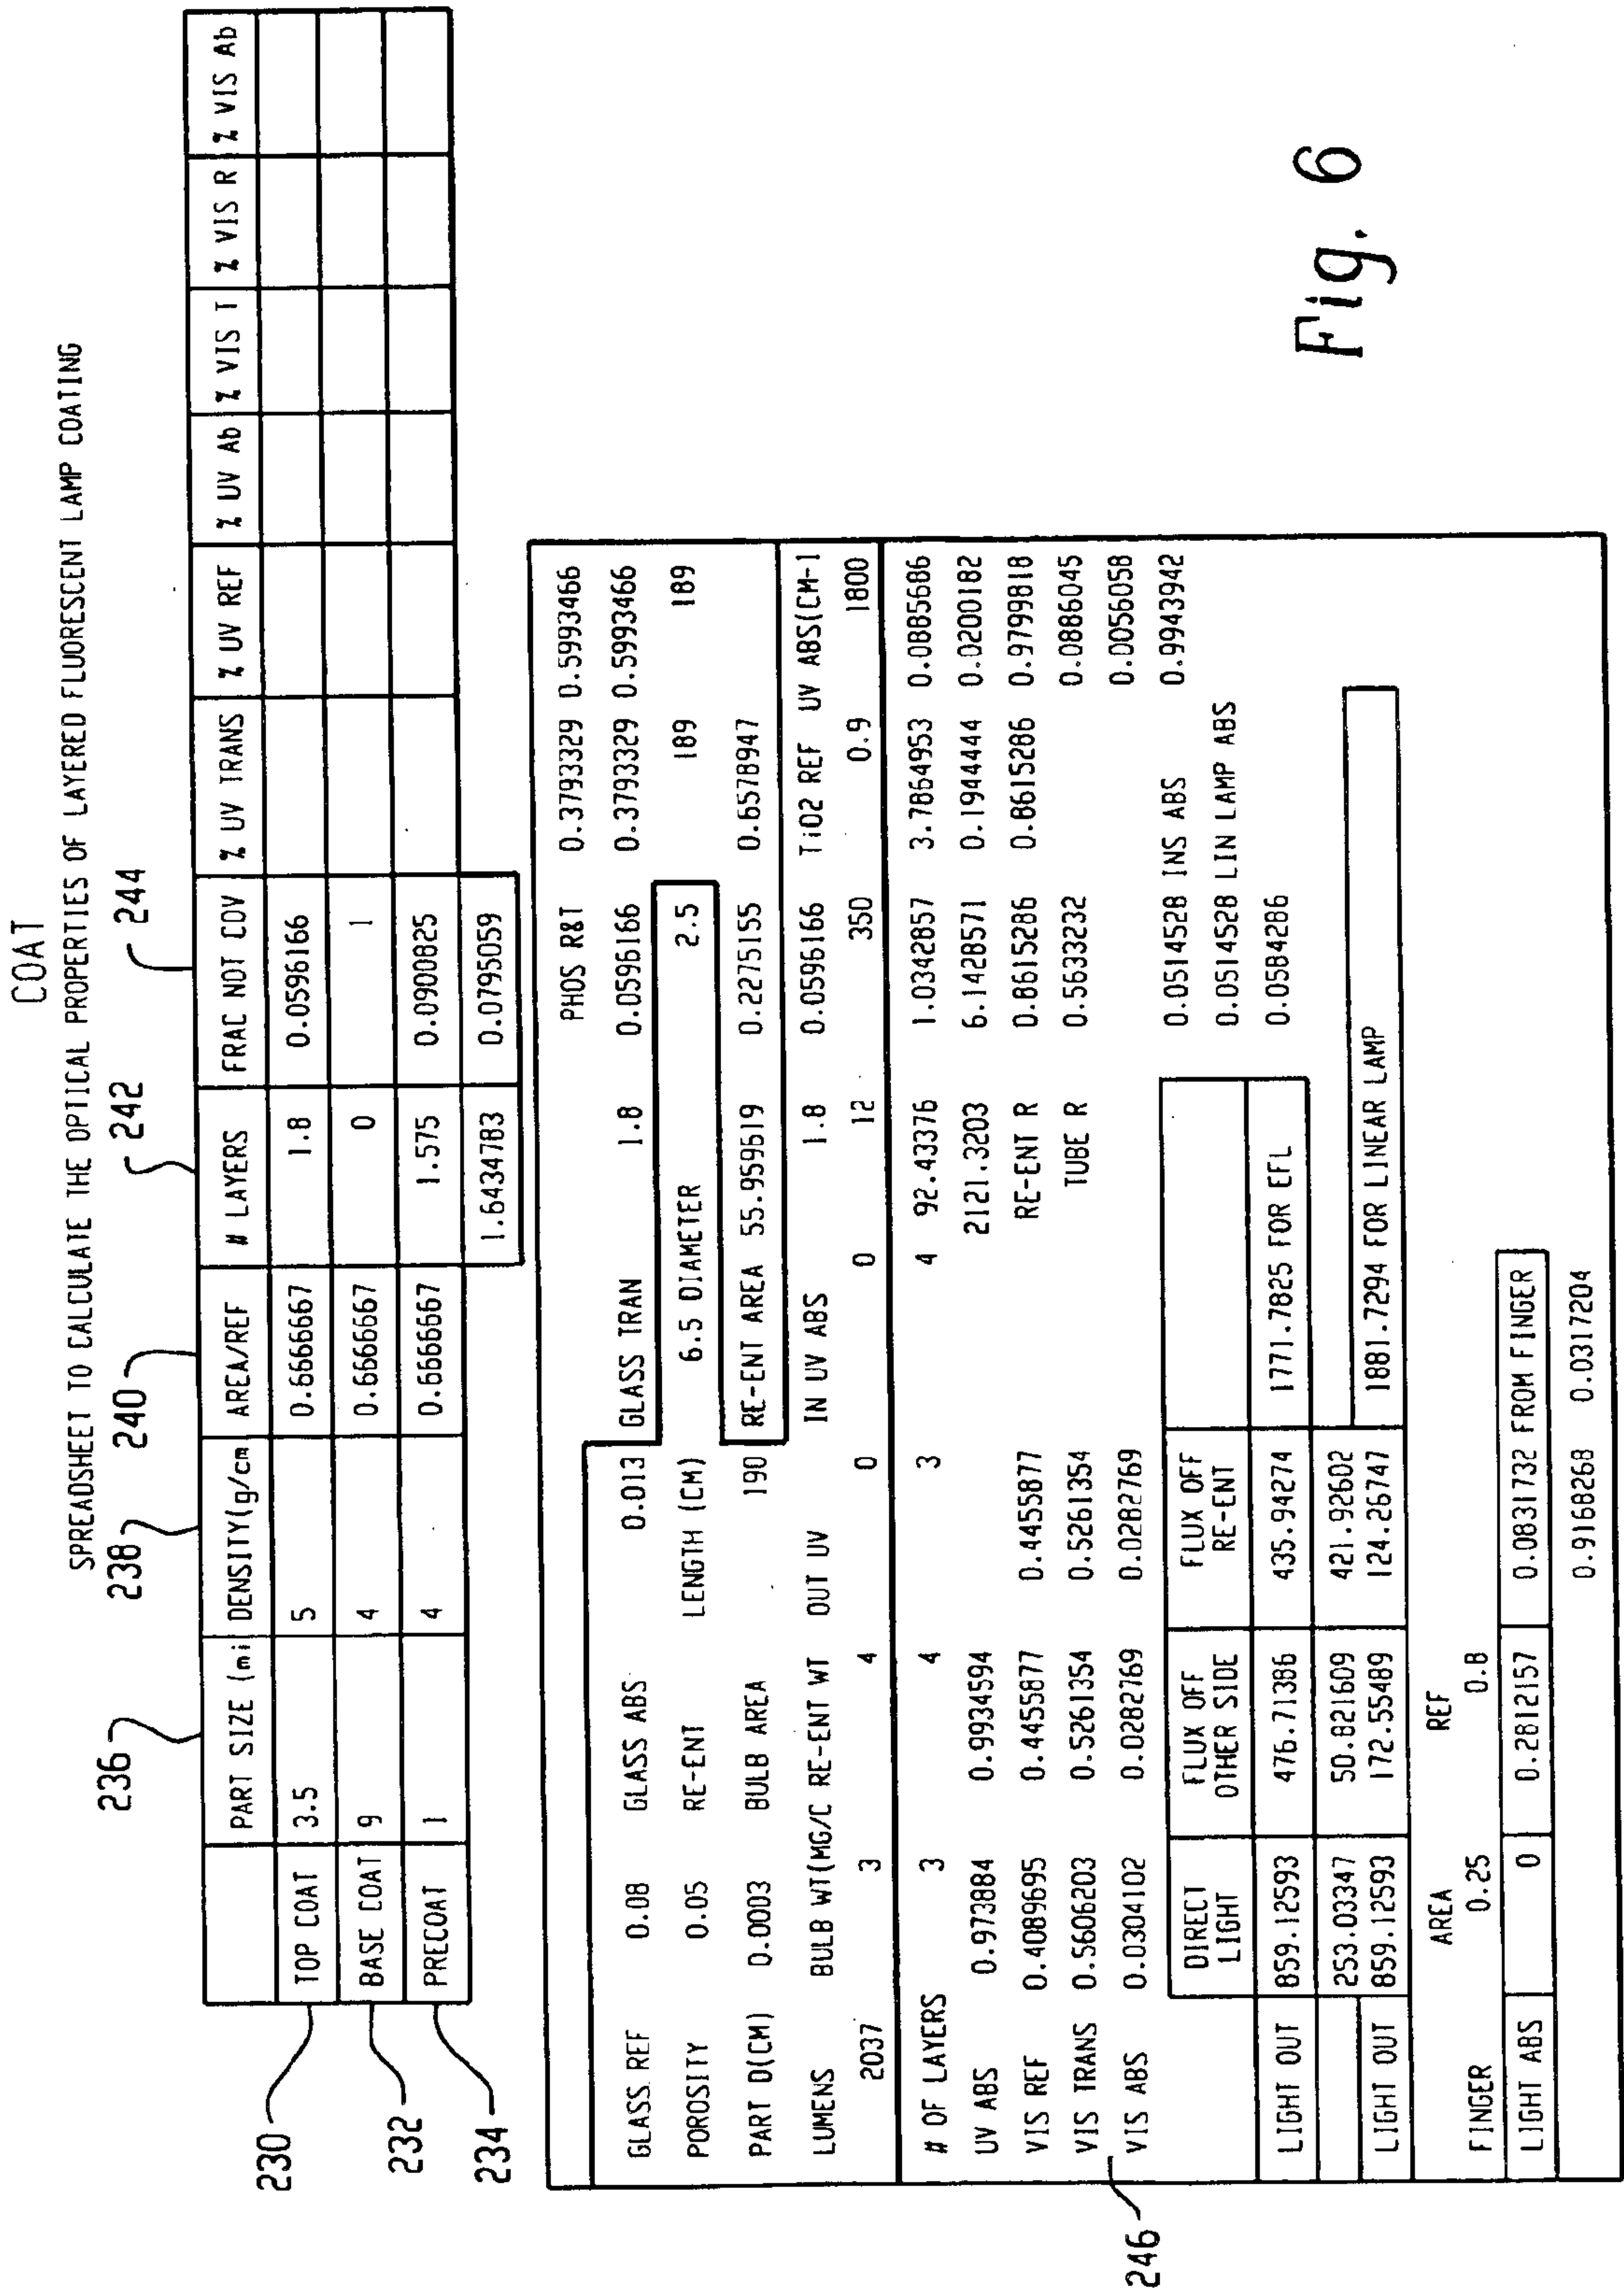 COAT
SPREADSHEET TO CALCULATE THE OPTICAL PROPERTIES OF LAYERED FLUORESCENT LAMP COATING
236 238 240 242 244
PART SIZE (mi DENSITY(g/cm AREA/REF # LAYERS FRAC NOT COV % UV TRANS % UV REF % UV Ab % VIS T % VIS R % VIS Ab
230 TOP COAT 3.5 5 0.6666667 1.8 0.0596166
232 BASE COAT 9 4 0.6666667 0 1
234 PRECOAT 1 4 0.6666667 1.575 0.0900825
1.6434783 0.0795059
PHOS R&T 0.3793329 0.5993466
GLASS REF 0.08 GLASS ABS 0.013 GLASS TRAN 1.8 0.0596166 0.3793329 0.5993466
POROSITY 0.05 RE-ENT LENGTH (CM) 6.5 DIAMETER 2.5 189 189
PART D(CM) 0.0003 BULB AREA 190 RE-ENT AREA 55.959619 0.2275155 0.6578947
LUMENS BULB WT(MG/C RE-ENT WT OUT UV IN UV ABS 1.8 0.0596166 TiO2 REF UV ABS(CM-1
2037 3 4 0 0 12 350 0.9 1800
# OF LAYERS 3 4 3 4 92.43376 1.0342857 3.7864953 0.0885686
UV ABS 0.973884 0.9934594 2121.3203 6.1428571 0.1944444 0.0200182
VIS REF 0.4089695 0.4455877 0.4455877 RE-ENT R 0.8615286 0.8615286 0.9799818
VIS TRANS 0.5606203 0.5261354 0.5261354 TUBE R 0.5633232 0.0886045
246 VIS ABS 0.0304102 0.0282769 0.0282769 0.0056058
DIRECT LIGHT FLUX OFF OTHER SIDE FLUX OFF RE-ENT 0.0514528 INS ABS 0.9943942
0.0514528 LIN LAMP ABS
LIGHT OUT 859.12593 476.71386 435.94274 1771.7825 FOR EFL 0.0584286
253.03347 50.821609 421.92602
LIGHT OUT 859.12593 172.55489 124.26747 1881.7294 FOR LINEAR LAMP
AREA REF
FINGER 0.25 0.8
LIGHT ABS 0 0.2812157 0.0831732 FROM FINGER
0.9168268 0.0317204
Fig. 6